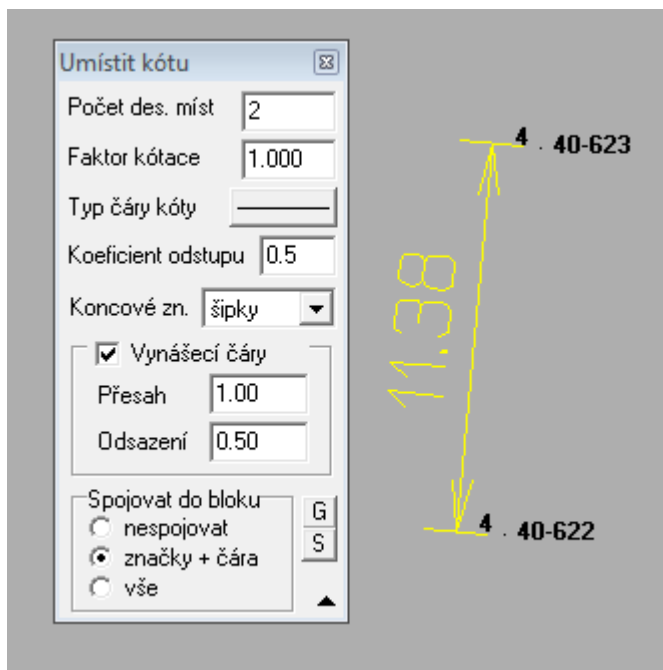 Umístit kótu
Počet des. míst 2
Faktor kótace 1.000
Typ čáry kóty
Koeficient odstupu 0.5
Koncové zn. šipky
Vynášecí čáry
Přesah 1.00
Odsazení 0.50
Spojovat do bloku
nespojovat
značky + čára
vše
G
S
4 . 40-623
11.38
4 . 40-622